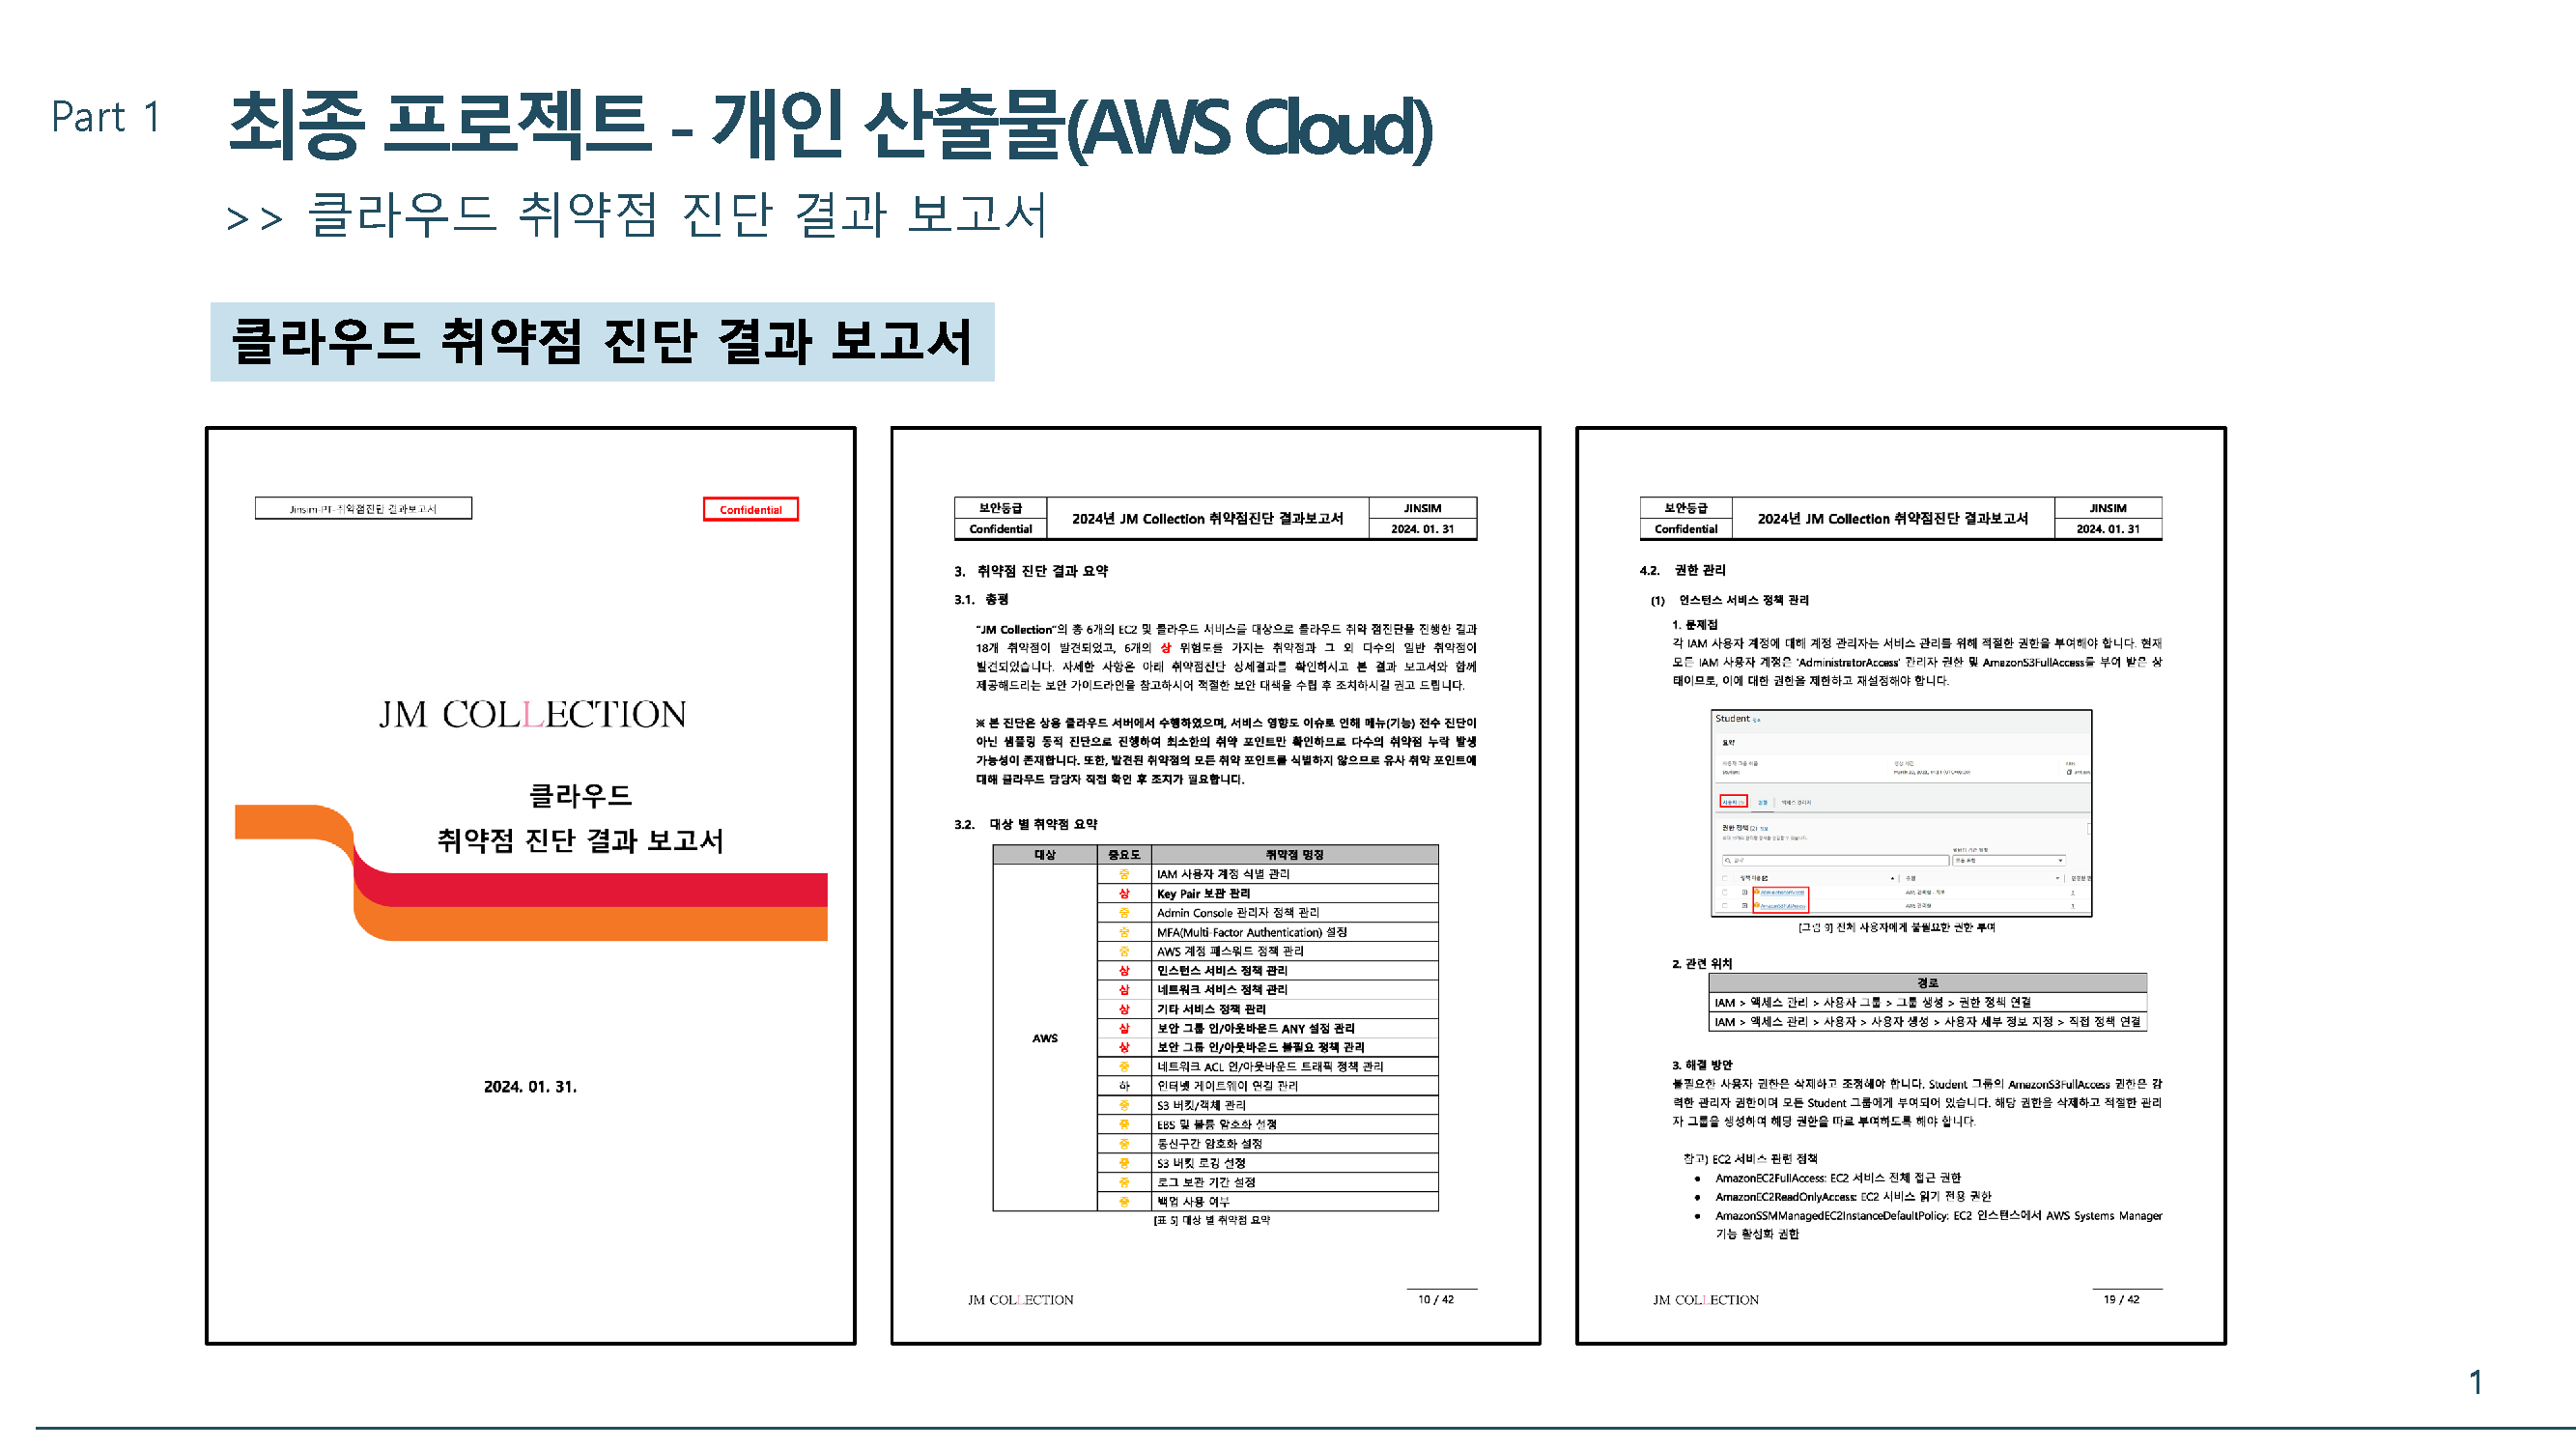 Part 1
최종 프로젝트 - 개인 산출물(AWS Cloud)
>> 클라우드 취약점 진단 결과 보고서
클라우드 취약점 진단 결과 보고서
Jinsim-PT-취약점진단 결과보고서
Confidential
JM COLLECTION
클라우드
취약점 진단 결과 보고서
2024. 01. 31.
보안등급
2024년 JM Collection 취약점진단 결과보고서
JINSIM
Confidential
2024. 01. 31
3. 취약점 진단 결과 요약
3.1. 총평
"JM Collection"의 총 6개의 EC2 및 클라우드 서비스를 대상으로 클라우드 취약 점진단을 진행한 결과
18개 취약점이 발견되었고, 6개의 상 위험도를 가지는 취약점과 그 외 다수의 일반 취약점이
발견되었습니다. 자세한 사항은 아래 취약점진단 상세결과를 확인하시고 본 결과 보고서와 함께
제공해드리는 보안 가이드라인을 참고하시어 적절한 보안 대책을 수립 후 조치하시길 권고 드립니다.
※ 본 진단은 상용 클라우드 서버에서 수행하였으며, 서비스 영향도 이슈로 인해 메뉴(기능) 전수 진단이
아닌 샘플링 동적 진단으로 진행하여 최소한의 취약 포인트만 확인하므로 다수의 취약점 누락 발생
가능성이 존재합니다. 또한, 발견된 취약점의 모든 취약 포인트를 식별하지 않으므로 유사 취약 포인트에
대해 클라우드 담당자 직접 확인 후 조치가 필요합니다.
3.2. 대상 별 취약점 요약
대상 중요도 취약점 명칭
AWS
중 IAM 사용자 계정 식별 관리
상 Key Pair 보관 관리
중 Admin Console 관리자 정책 관리
중 MFA(Multi-Factor Authentication) 설정
중 AWS 계정 패스워드 정책 관리
상 인스턴스 서비스 정책 관리
상 네트워크 서비스 정책 관리
상 기타 서비스 정책 관리
상 보안 그룹 인/아웃바운드 ANY 설정 관리
상 보안 그룹 인/아웃바운드 불필요 정책 관리
중 네트워크 ACL 인/아웃바운드 트래픽 정책 관리
하 인터넷 게이트웨이 연결 관리
중 S3 버킷/객체 관리
중 EBS 및 볼륨 암호화 설정
중 통신구간 암호화 설정
중 S3 버킷 로깅 설정
중 로그 보관 기간 설정
중 백업 사용 여부
[표 5] 대상 별 취약점 요약
JM COLLECTION
10 / 42
보안등급
2024년 JM Collection 취약점진단 결과보고서
JINSIM
Confidential
2024. 01. 31
4.2. 권한 관리
(1) 인스턴스 서비스 정책 관리
1. 문제점
각 IAM 사용자 계정에 대해 계정 관리자는 서비스 관리를 위해 적절한 권한을 부여해야 합니다. 현재
모든 IAM 사용자 계정은 'AdministratorAccess' 관리자 권한 및 AmazonS3FullAccess를 부여 받은 상
태이므로, 이에 대한 권한을 제한하고 재설정해야 합니다.
Student
요약
[그림 9] 전체 사용자에게 불필요한 권한 부여
2. 관련 위치
경로
IAM > 액세스 관리 > 사용자 그룹 > 그룹 생성 > 권한 정책 연결
IAM > 액세스 관리 > 사용자 > 사용자 생성 > 사용자 세부 정보 지정 > 직접 정책 연결
3. 해결 방안
불필요한 사용자 권한은 삭제하고 조정해야 합니다. Student 그룹의 AmazonS3FullAccess 권한은 강
력한 관리자 권한이며 모든 Student 그룹에게 부여되어 있습니다. 해당 권한을 삭제하고 적절한 관리
자 그룹을 생성하여 해당 권한을 따로 부여하도록 해야 합니다.
참고) EC2 서비스 관련 정책
● AmazonEC2FullAccess: EC2 서비스 전체 접근 권한
● AmazonEC2ReadOnlyAccess: EC2 서비스 읽기 전용 권한
● AmazonSSMManagedEC2InstanceDefaultPolicy: EC2 인스턴스에서 AWS Systems Manager
기능 활성화 권한
JM COLLECTION
19 / 42
1